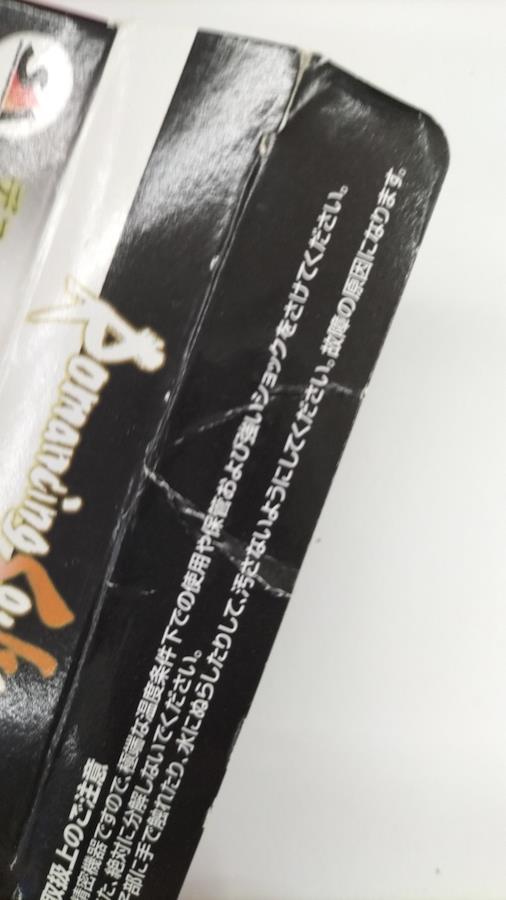 Romancing
取扱上のご注意
精密機器ですので、極端な温度条件下での使用や保管および強いショックをさけてください。
た、絶対に分解しないでください。
子部に手で触れたり、水にぬらしたりして、汚さないようにしてください。故障の原因になります。